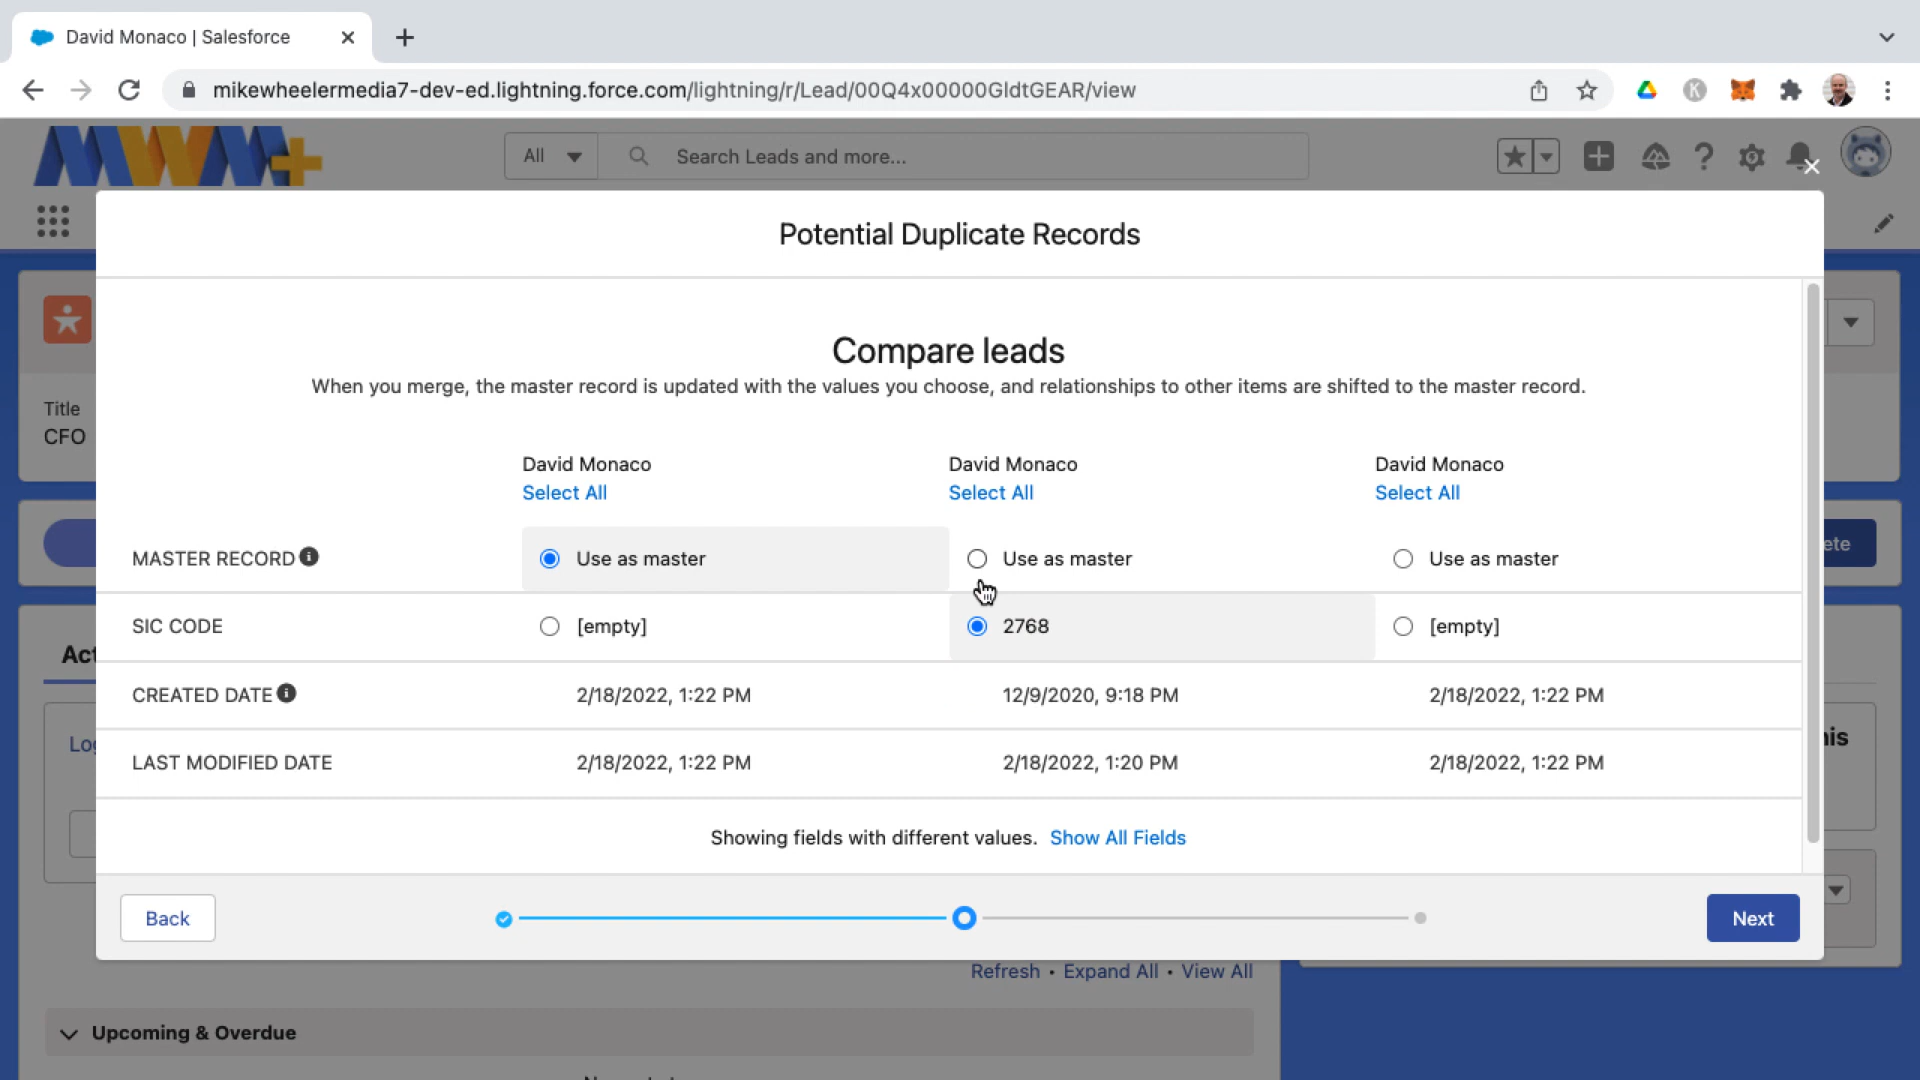 David Monaco | Salesforce
mikewheelermedia7-dev-ed.lightning.force.com/lightning/r/Lead/00Q4x00000GldtGEAR/view
MWM+
All
Search Leads and more...
Potential Duplicate Records
Compare leads
When you merge, the master record is updated with the values you choose, and relationships to other items are shifted to the master record.
Title
CFO
David Monaco David Monaco David Monaco
Select All Select All Select All
MASTER RECORD Use as master Use as master Use as master
ete
SIC CODE [empty] 2768 [empty]
Act
CREATED DATE 2/18/2022, 1:22 PM 12/9/2020, 9:18 PM 2/18/2022, 1:22 PM
Log
his
LAST MODIFIED DATE 2/18/2022, 1:22 PM 2/18/2022, 1:20 PM 2/18/2022, 1:22 PM
Showing fields with different values. Show All Fields
Back
Next
Refresh • Expand All • View All
Upcoming & Overdue